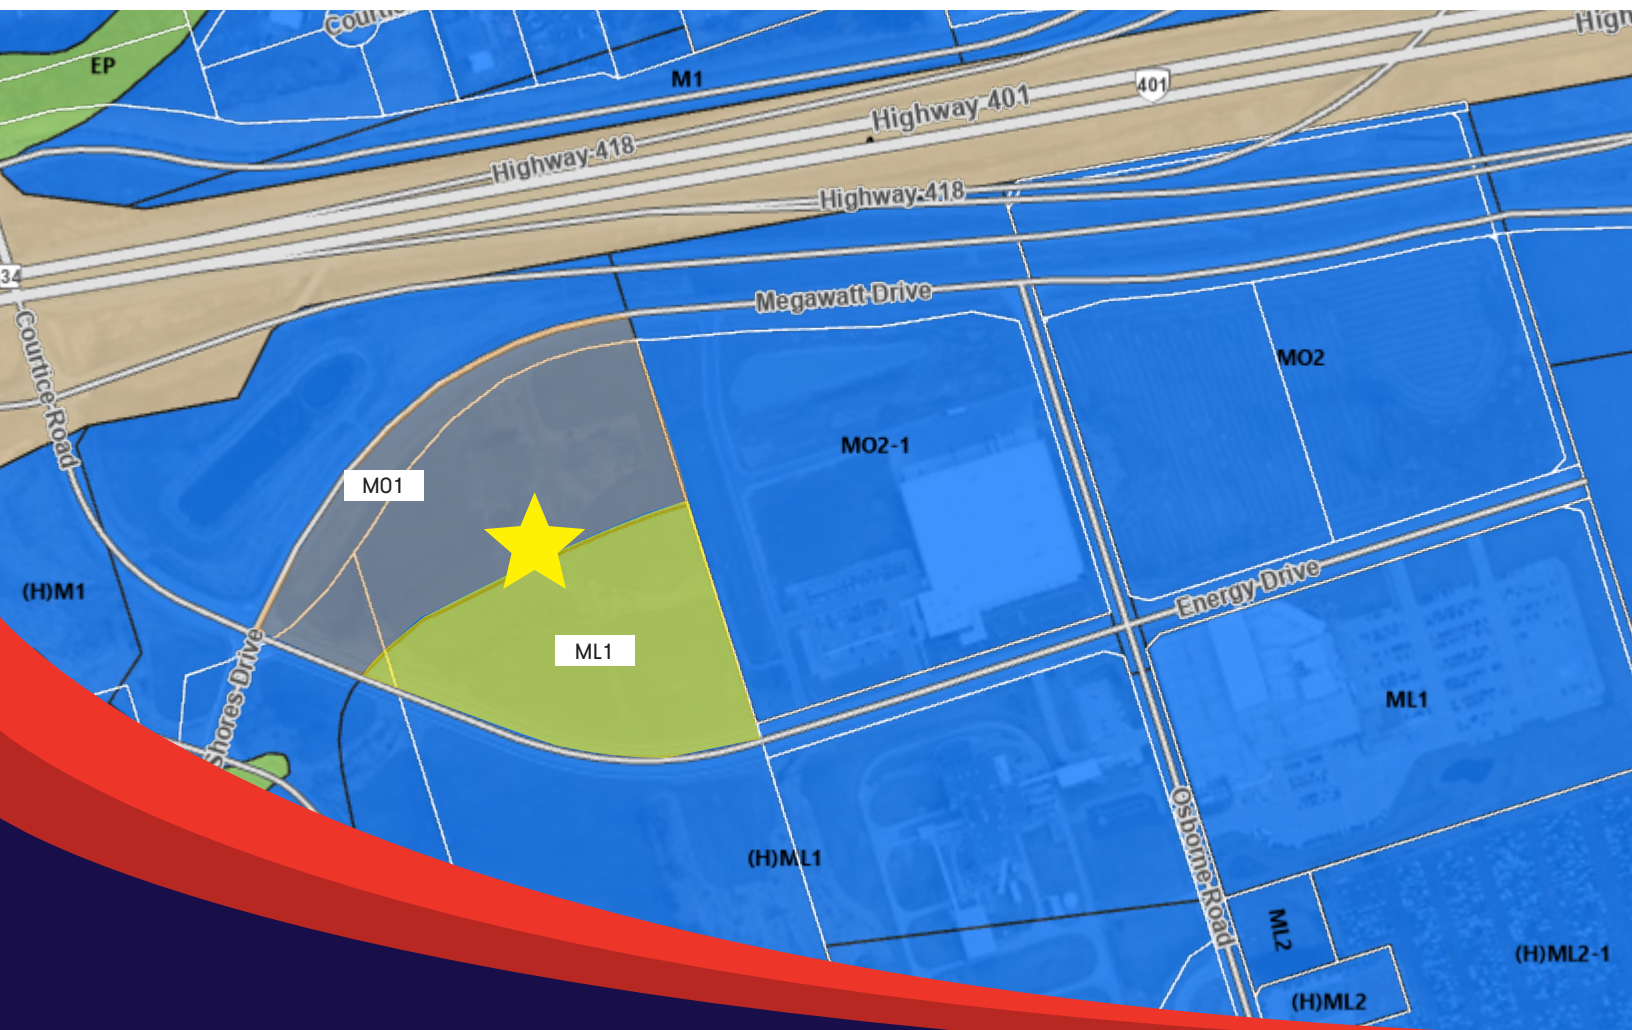 EP
M1
Highway 401
401
Highway 418
Highway 418
34
Courtice Road
Megawatt Drive
MO2
MO2-1
MO1
(H)M1
Energy Drive
Shores Drive
ML1
ML1
(H)ML1
Osborne Road
ML2
(H)ML2-1
(H)ML2